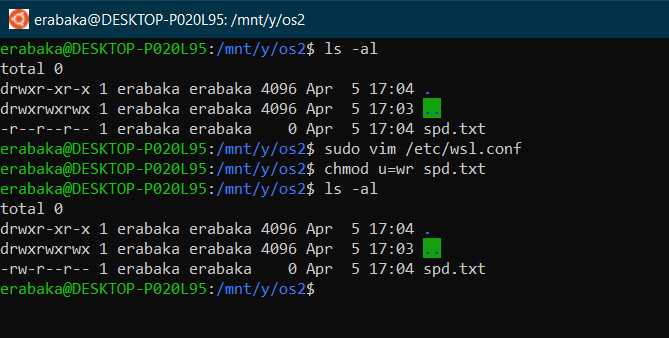 erabaka@DESKTOP-P020L95: /mnt/y/os2
erabaka@DESKTOP-P020L95:/mnt/y/os2$ ls -al
total 0
drwxr-xr-x 1 erabaka erabaka 4096 Apr  5 17:04 .
drwxrwxrwx 1 erabaka erabaka 4096 Apr  5 17:03 ..
-r--r--r-- 1 erabaka erabaka    0 Apr  5 17:04 spd.txt
erabaka@DESKTOP-P020L95:/mnt/y/os2$ sudo vim /etc/wsl.conf
erabaka@DESKTOP-P020L95:/mnt/y/os2$ chmod u=wr spd.txt
erabaka@DESKTOP-P020L95:/mnt/y/os2$ ls -al
total 0
drwxr-xr-x 1 erabaka erabaka 4096 Apr  5 17:04 .
drwxrwxrwx 1 erabaka erabaka 4096 Apr  5 17:03 ..
-rw-r--r-- 1 erabaka erabaka    0 Apr  5 17:04 spd.txt
erabaka@DESKTOP-P020L95:/mnt/y/os2$